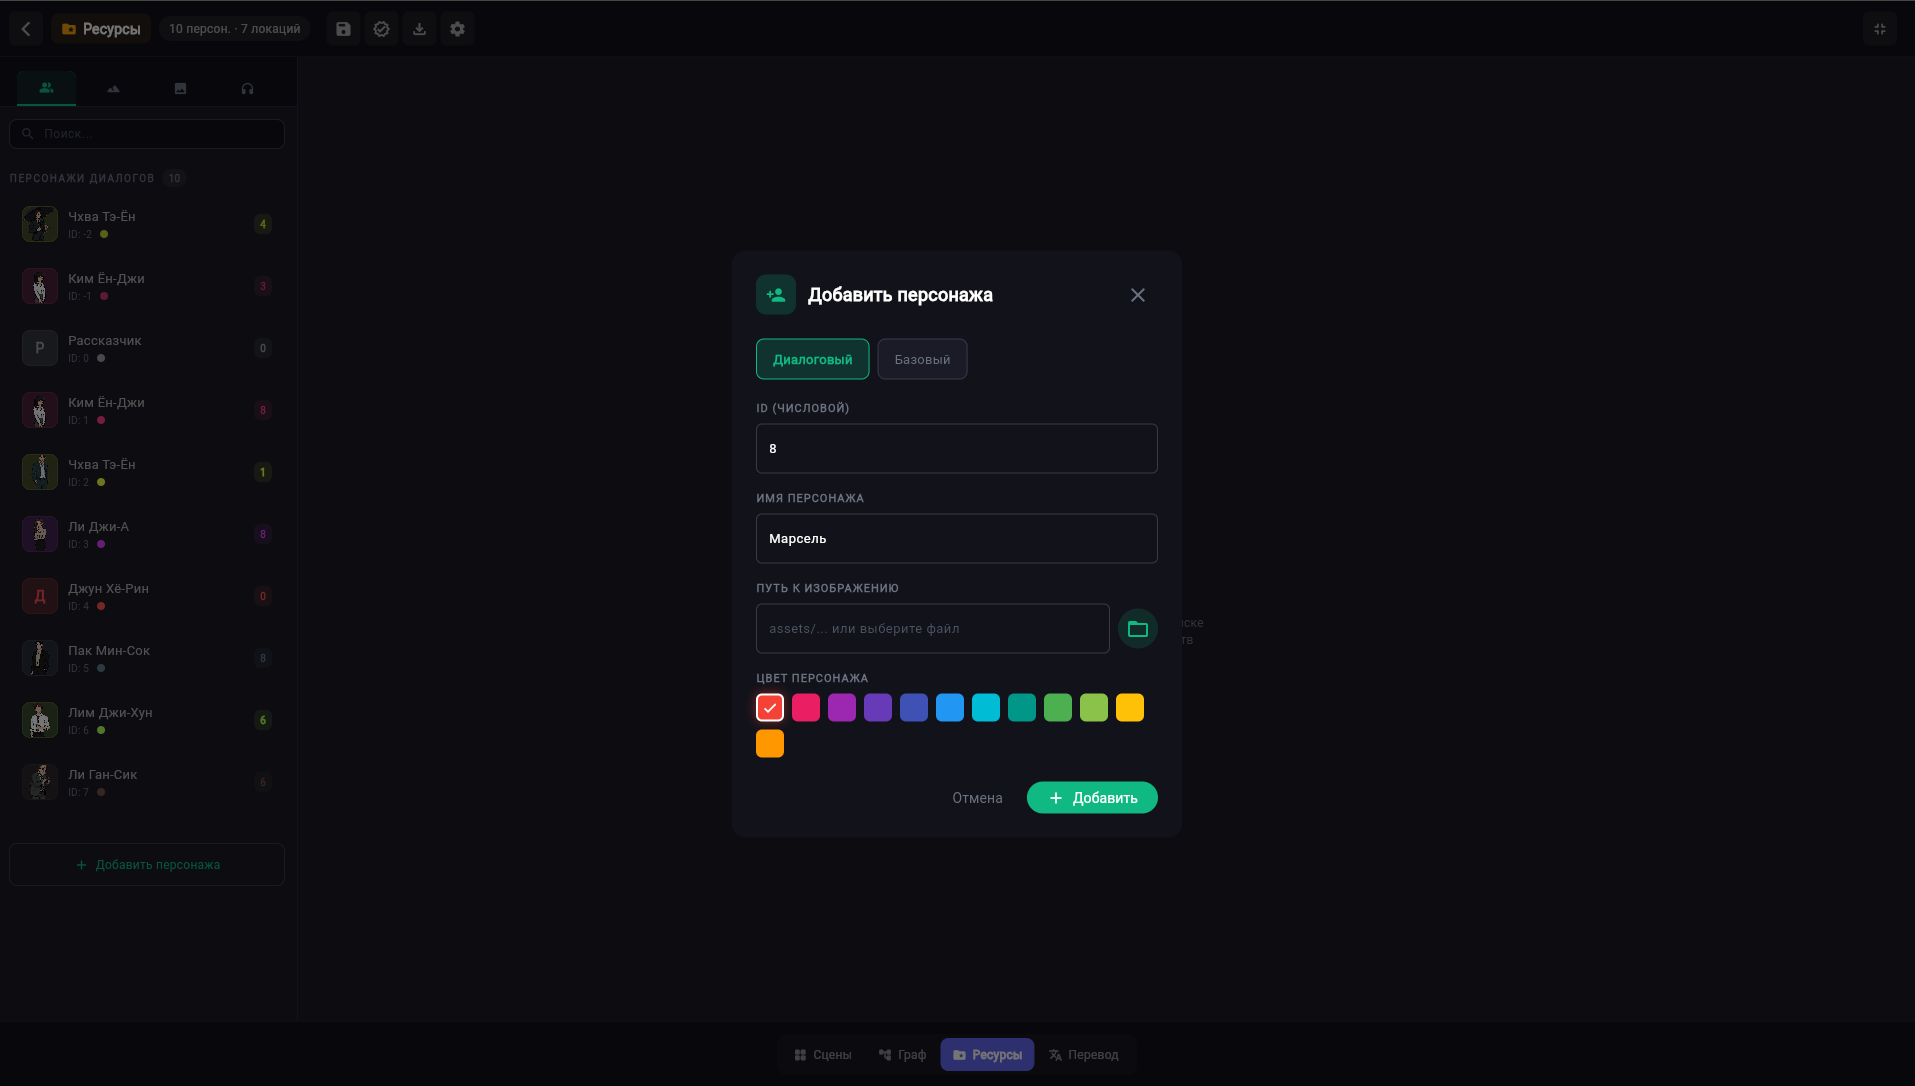 Ресурсы
10 персон. · 7 локаций
Поиск...
ПЕРСОНАЖИ ДИАЛОГОВ 10
Чхва Тэ-Ён
ID: -2
4
Ким Ён-Джи
ID: -1
3
Р
Рассказчик
ID: 0
0
Ким Ён-Джи
ID: 1
8
Чхва Тэ-Ён
ID: 2
1
Ли Джи-А
ID: 3
8
Д
Джун Хё-Рин
ID: 4
0
Пак Мин-Сок
ID: 5
8
Лим Джи-Хун
ID: 6
6
Ли Ган-Сик
ID: 7
6
+ Добавить персонажа
Добавить персонажа
Диалоговый
Базовый
ID (ЧИСЛОВОЙ)
8
ИМЯ ПЕРСОНАЖА
Марсель
ПУТЬ К ИЗОБРАЖЕНИЮ
assets/... или выберите файл
ЦВЕТ ПЕРСОНАЖА
Отмена
+ Добавить
Сцены
Граф
Ресурсы
Перевод